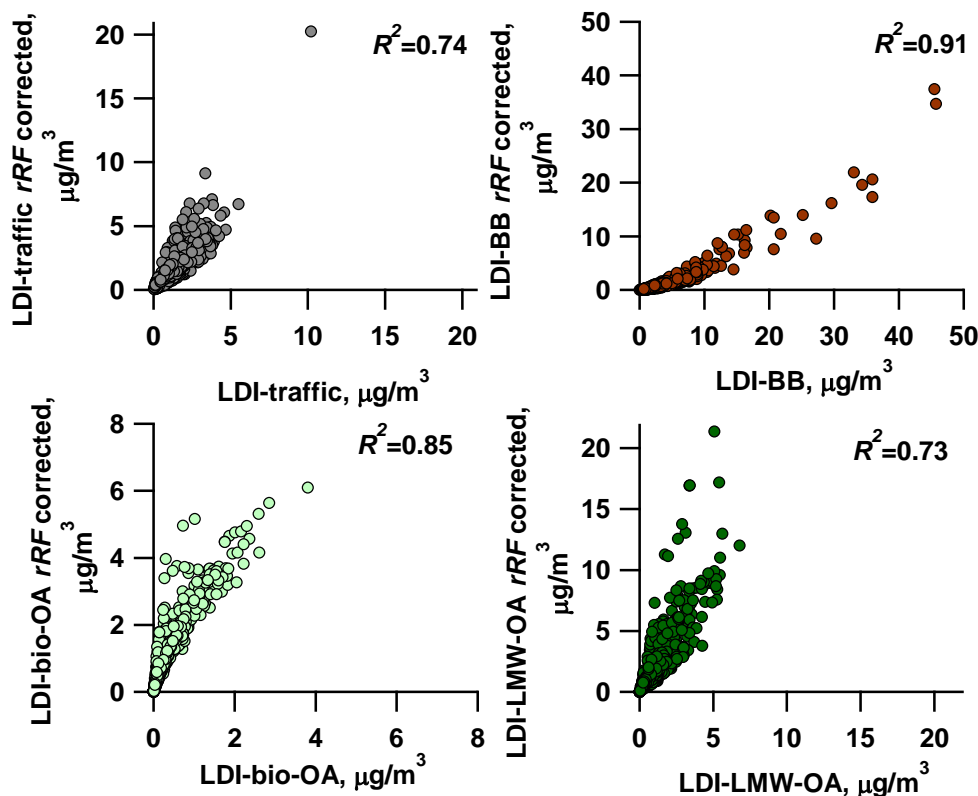 LDI-traffic rRF corrected,
μg/m³
20
15
10
5
0
R²=0.74
0 5 10 15 20
LDI-traffic, μg/m³
LDI-BB rRF corrected,
μg/m³
50
40
30
20
10
0
R²=0.91
0 10 20 30 40 50
LDI-BB, μg/m³
LDI-bio-OA rRF corrected,
μg/m³
8
6
4
2
0
R²=0.85
0 2 4 6 8
LDI-bio-OA, μg/m³
LDI-LMW-OA rRF corrected,
μg/m³
20
15
10
5
0
R²=0.73
0 5 10 15 20
LDI-LMW-OA, μg/m³